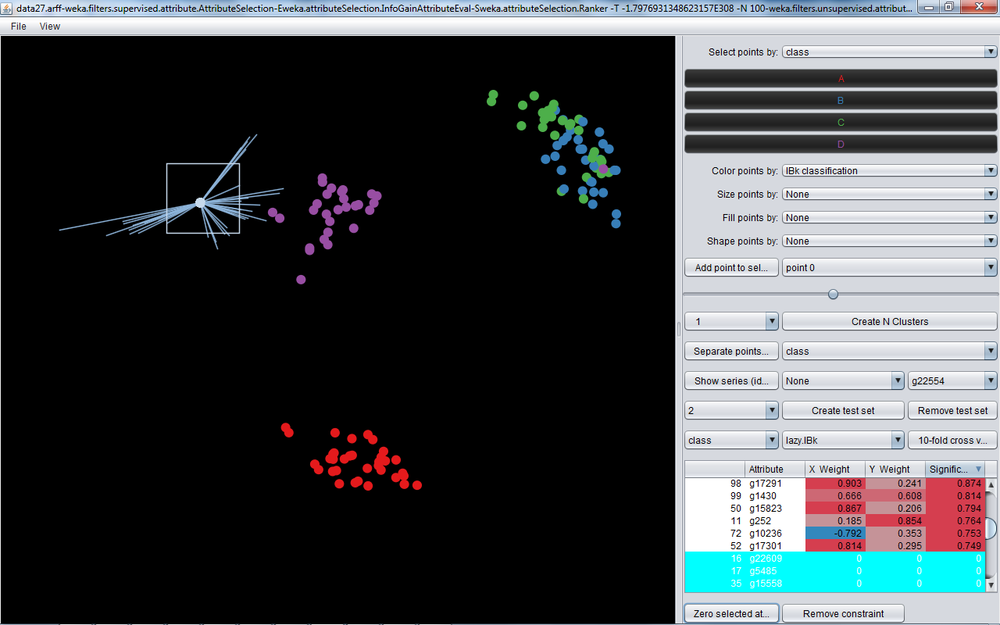 data27.arff-weka.filters.supervised.attribute.AttributeSelection-Eweka.attributeSelection.InfoGainAttributeEval-Sweka.attributeSelection.Ranker -T -1.7976931348623157E308 -N 100-weka.filters.unsupervised.attribut...
File View
Select points by: class
A
B
C
D
Color points by: IBk classification
Size points by: None
Fill points by: None
Shape points by: None
Add point to sel... point 0
1 Create N Clusters
Separate points... class
Show series (id... None g22554
2 Create test set Remove test set
class lazy.IBk 10-fold cross v...
Attribute X Weight Y Weight Signific...
98 g17291 0.903 0.241 0.874
99 g1430 0.666 0.608 0.814
50 g15823 0.867 0.206 0.794
11 g252 0.185 0.854 0.764
72 g10236 -0.792 0.353 0.753
52 g17301 0.814 0.295 0.749
16 g22609 0 0 0
17 g5485 0 0 0
35 g15558 0 0 0
Zero selected at... Remove constraint